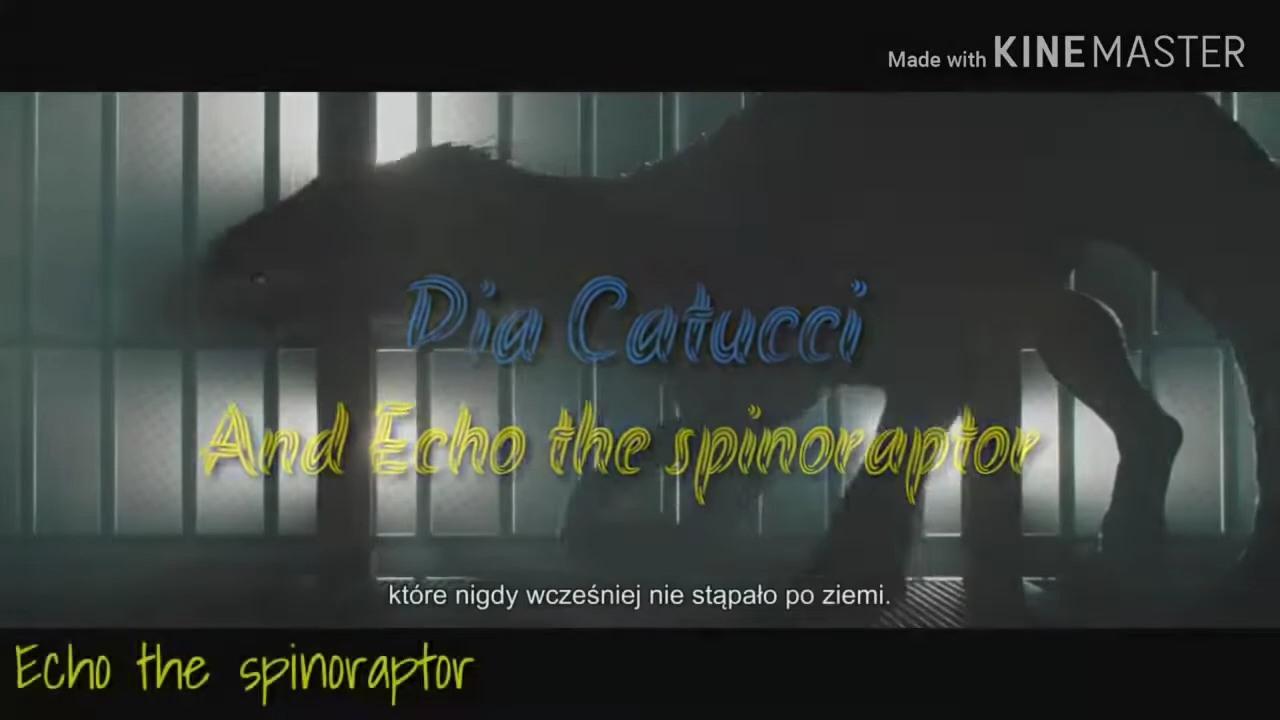 Made with KINEMASTER
Dia Catucci
And Echo the spinoraptor
które nigdy wcześniej nie stąpało po ziemi.
Echo the spinoraptor